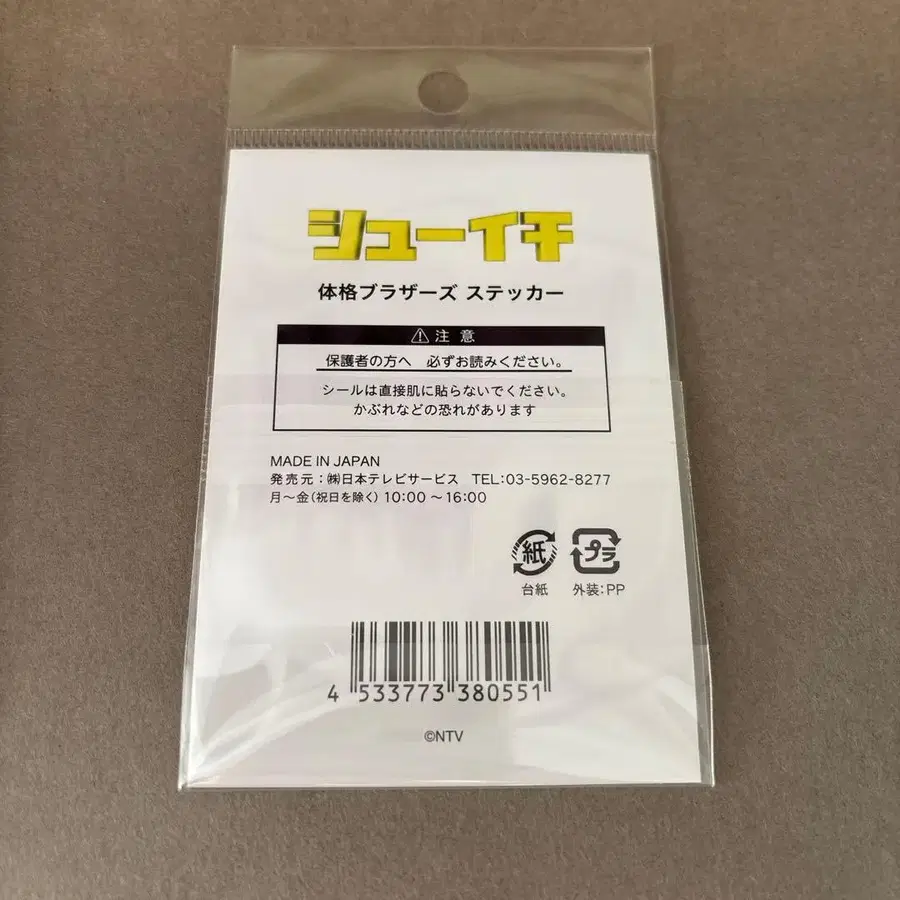 シューイチ
体格ブラザーズ ステッカー
注意
保護者の方へ 必ずお読みください。
シールは直接肌に貼らないでください。
かぶれなどの恐れがあります
MADE IN JAPAN
発売元：㈱日本テレビサービス TEL:03-5962-8277
月〜金(祝日を除く) 10:00 〜 16:00
紙 プラ
台紙 外装:PP
4 533773 380551
©NTV